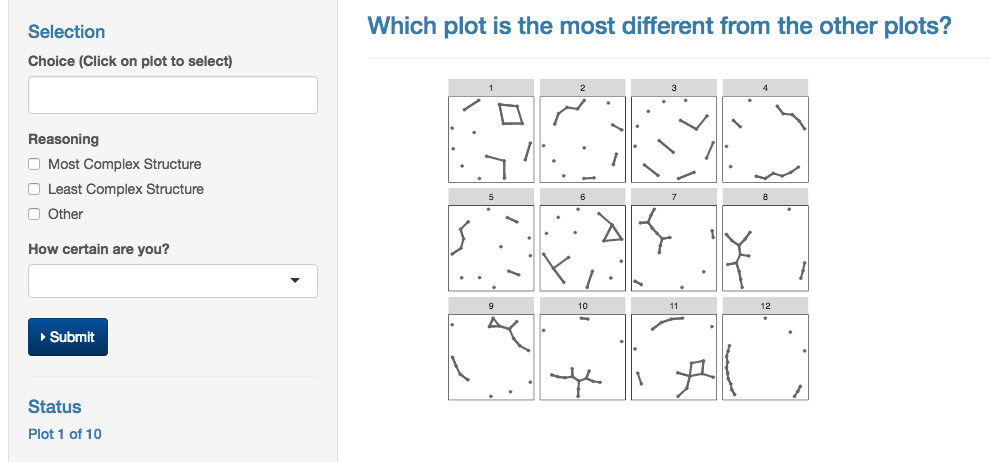 Selection
Choice (Click on plot to select)
Reasoning
Most Complex Structure
Least Complex Structure
Other
How certain are you?
Submit
Status
Plot 1 of 10
Which plot is the most different from the other plots?
1 2 3 4
5 6 7 8
9 10 11 12